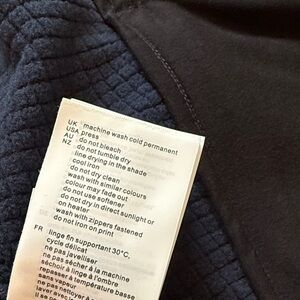 UK machine wash cold permanent
USA press
AU do not bleach
NZ do not tumble dry
line drying in the shade
cool iron
do not dry clean
wash with similar colours
colour may fade out
do not use softener
do not dry in direct sunlight or
on heater
wash with zippers fastened
do not iron on print
FR linge fin supportant 30°C,
cycle délicat
ne pas javelliser
ne pas sécher à la machine
séchoir à linge à l'ombre
repasser à température basse
sans vapeur